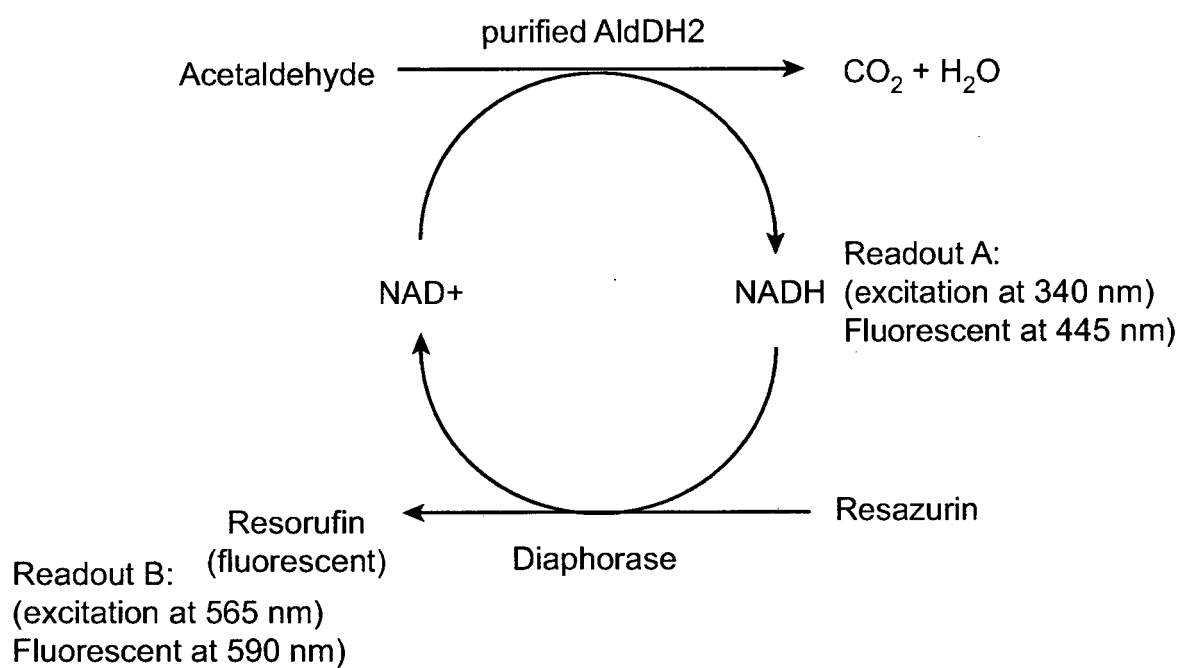 purified AldDH2
Acetaldehyde
CO₂ + H₂O
Readout A:
NAD+
NADH
(excitation at 340 nm)
Fluorescent at 445 nm)
Resazurin
Resorufin
(fluorescent)
Diaphorase
Readout B:
(excitation at 565 nm)
Fluorescent at 590 nm)